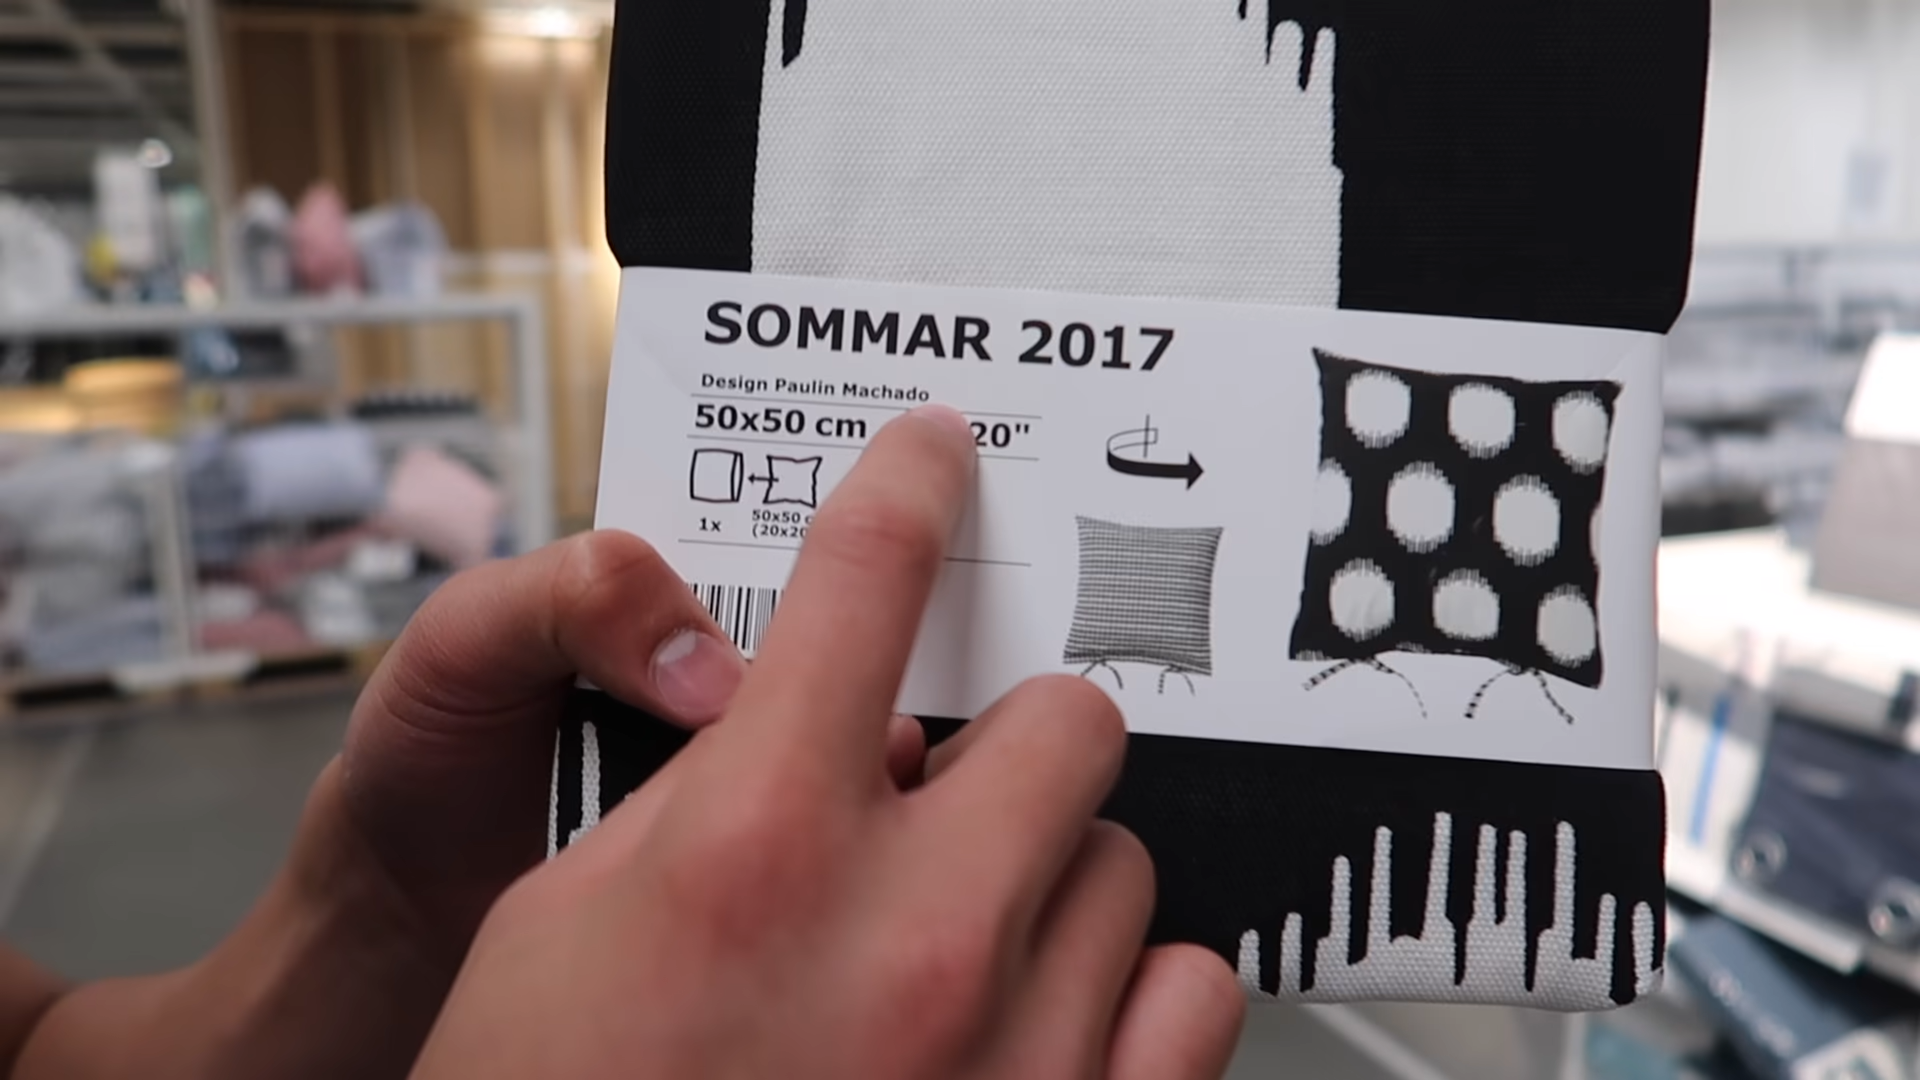 SOMMAR 2017
Design Paulin Machado
50x50 cm 20"
1x
50x50
(20x20